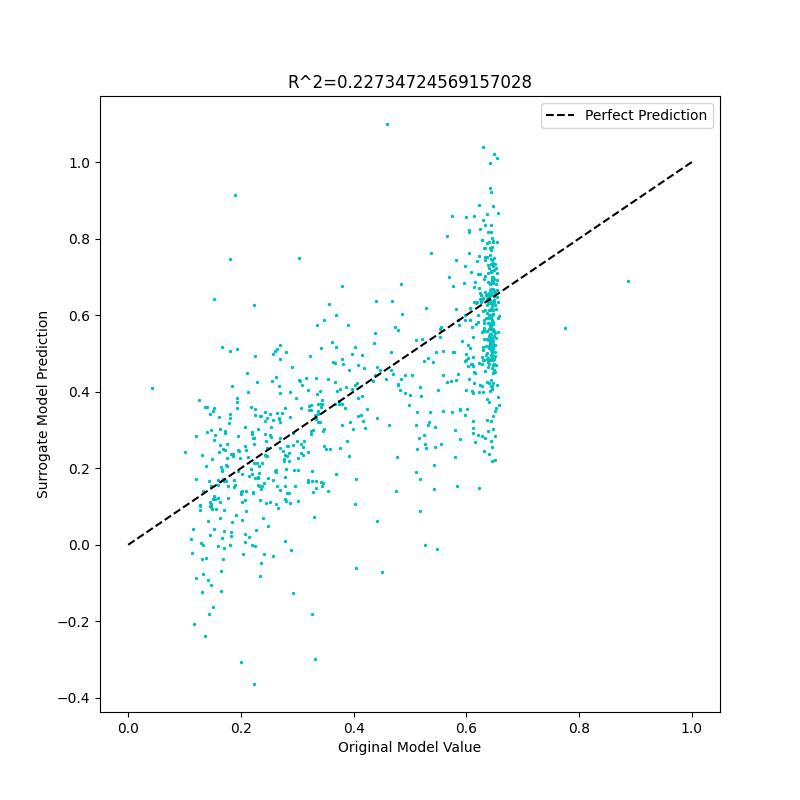 R^2=0.22734724569157028
Perfect Prediction
1.0
0.8
0.6
0.4
0.2
0.0
−0.2
−0.4
Surrogate Model Prediction
0.0 0.2 0.4 0.6 0.8 1.0
Original Model Value